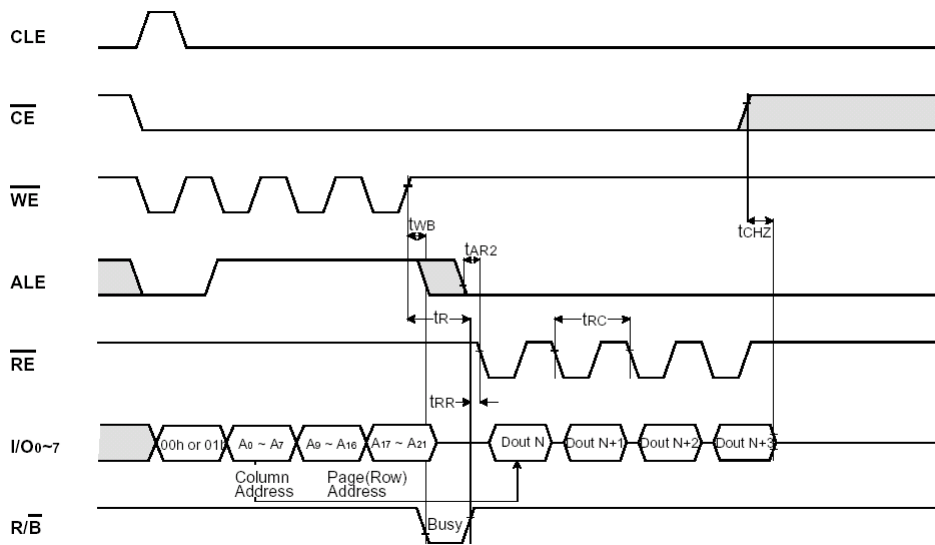 CLE
CE
WE
tWB
tCHZ
tAR2
ALE
tR
tRC
RE
tRR
I/O0~7
00h or 01h
A0 ~ A7
A9 ~ A16
A17 ~ A21
Dout N
Dout N+1
Dout N+2
Dout N+3
Column
Address
Page(Row)
Address
R/B
Busy